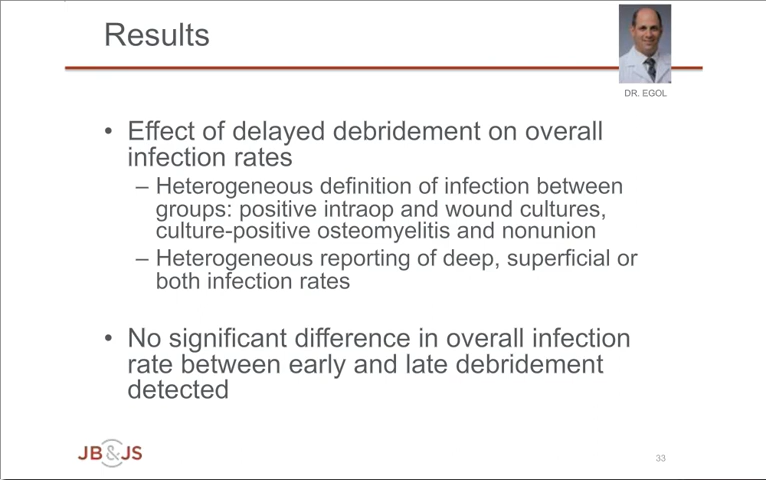 Results
DR. EGOL
• Effect of delayed debridement on overall
infection rates
– Heterogeneous definition of infection between
groups: positive intraop and wound cultures,
culture-positive osteomyelitis and nonunion
– Heterogeneous reporting of deep, superficial or
both infection rates
• No significant difference in overall infection
rate between early and late debridement
detected
JB&JS
33